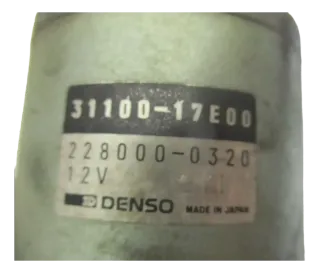 31100-17E00
228000-0320
12V
DENSO MADE IN JAPAN